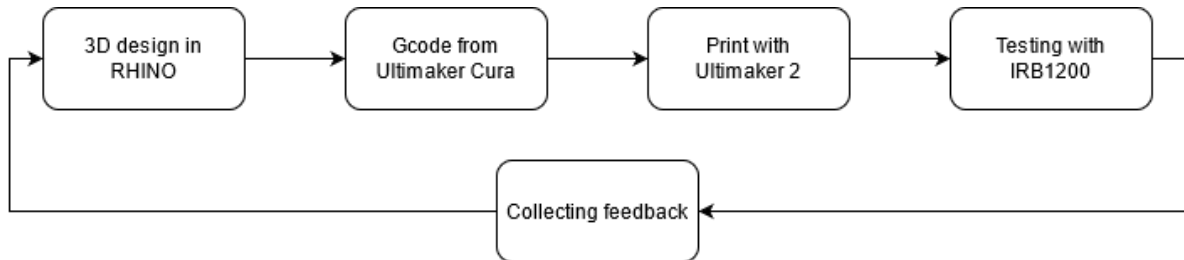 3D design in
RHINO
Gcode from
Ultimaker Cura
Print with
Ultimaker 2
Testing with
IRB1200
Collecting feedback